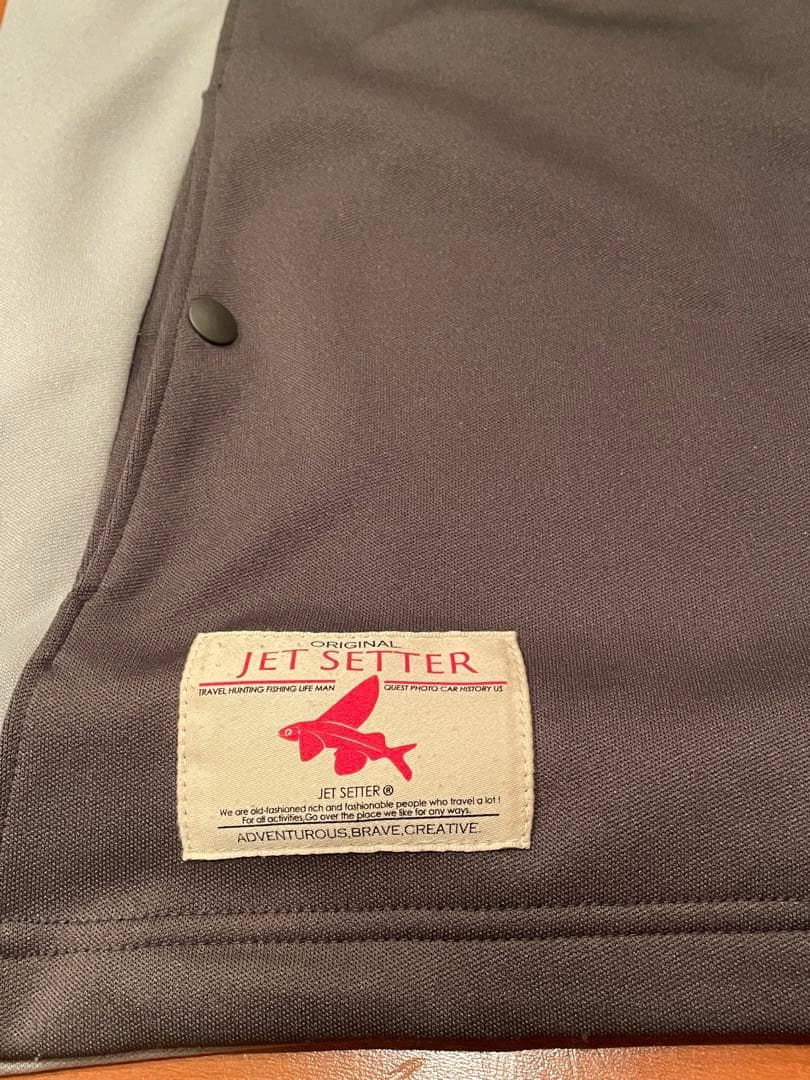 ORIGINAL
JET SETTER
TRAVEL HUNTING FISHING LIFE MAN QUEST PHOTO CAR HISTORY US
JET SETTER ®
We are old-fashioned rich and fashionable people who travel a lot !
For all activities,Go over the place we like for any ways.
ADVENTUROUS,BRAVE,CREATIVE.